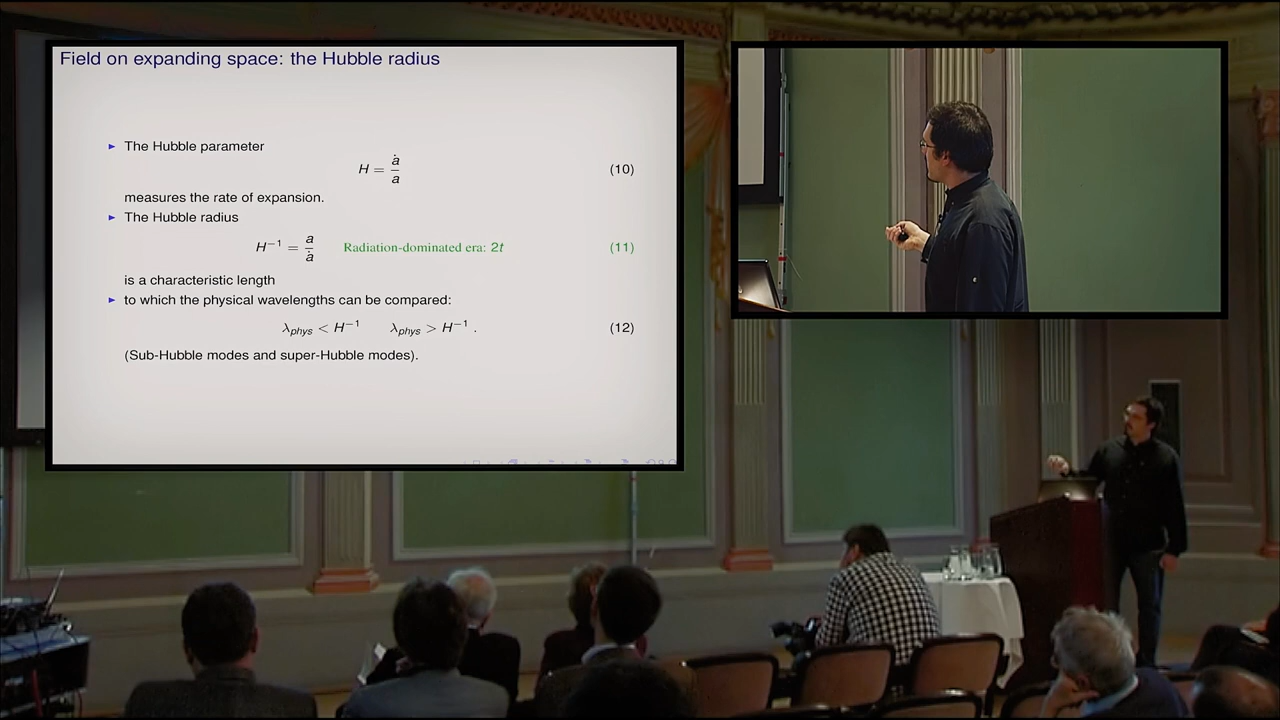 Field on expanding space: the Hubble radius
▶ The Hubble parameter
H = ȧ/a (10)
measures the rate of expansion.
▶ The Hubble radius
H⁻¹ = a/ȧ Radiation-dominated era: 2t (11)
is a characteristic length
▶ to which the physical wavelengths can be compared:
λphys < H⁻¹ λphys > H⁻¹ . (12)
(Sub-Hubble modes and super-Hubble modes).